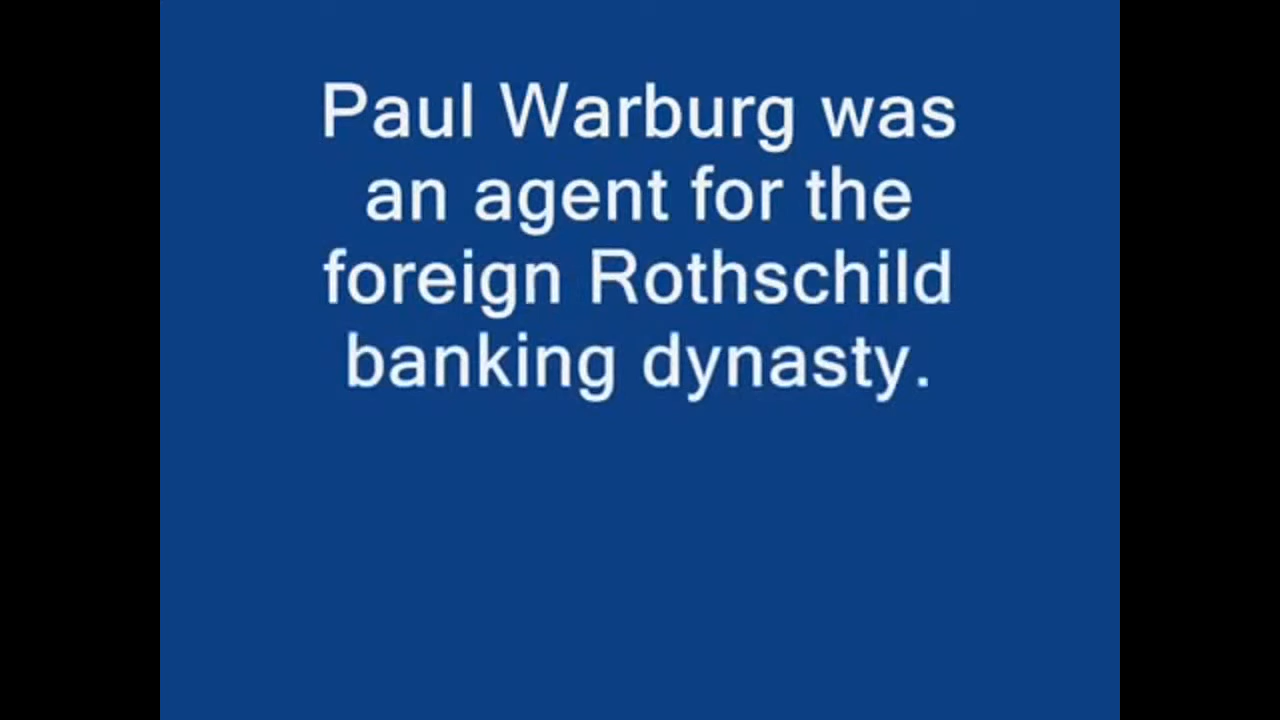 Paul Warburg was
an agent for the
foreign Rothschild
banking dynasty.